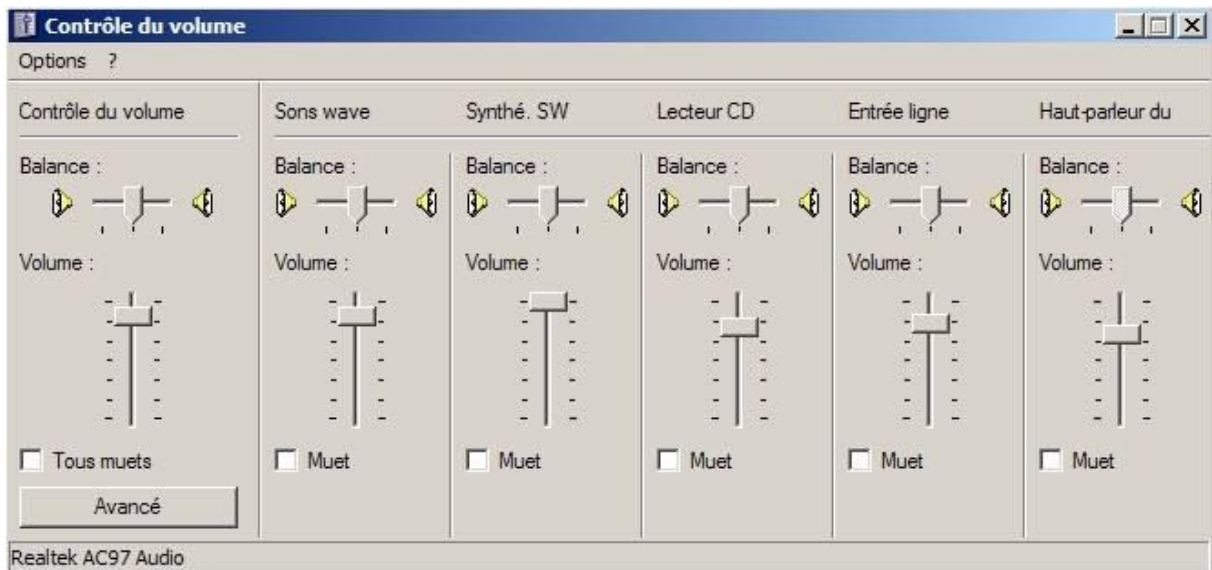 Contrôle du volume
Options ?
Contrôle du volume Sons wave Synthé. SW Lecteur CD Entrée ligne Haut-parleur du
Balance : Balance : Balance : Balance : Balance : Balance :
Volume : Volume : Volume : Volume : Volume : Volume :
Tous muets Muet Muet Muet Muet Muet
Avancé
Realtek AC97 Audio